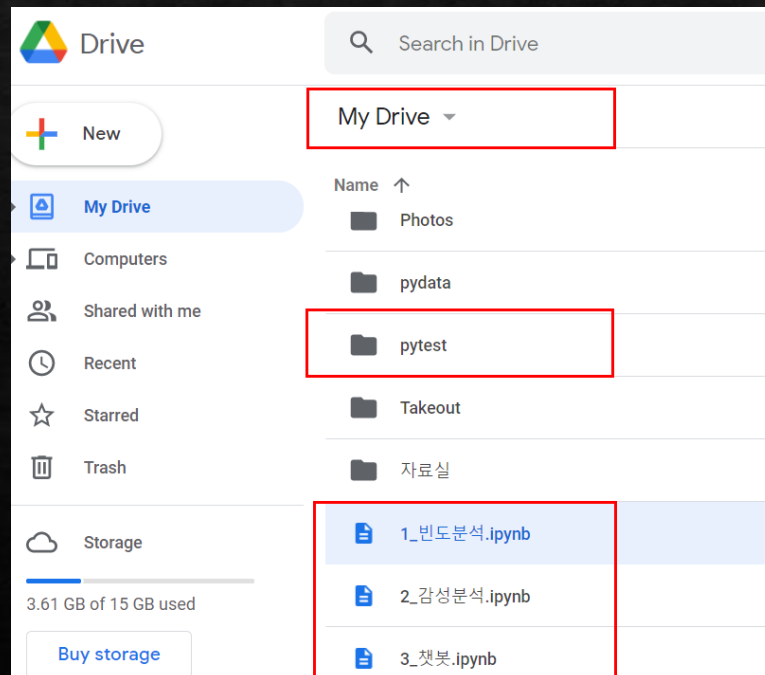 Drive
Search in Drive
New
My Drive
Computers
Shared with me
Recent
Starred
Trash
Storage
3.61 GB of 15 GB used
Buy storage
My Drive
Name
Photos
pydata
pytest
Takeout
자료실
1_빈도분석.ipynb
2_감성분석.ipynb
3_챗봇.ipynb